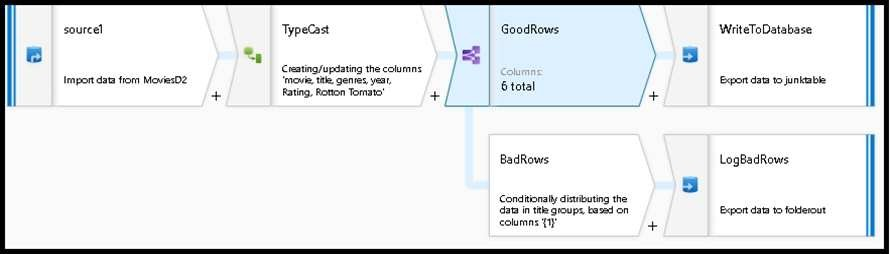 source1
Import data from MoviesD2
+
TypeCast
Creating/updating the columns
'movie, title, genres, year,
Rating, Rotton Tomato'
+
GoodRows
Columns:
6 total
+
WriteToDatabase
Export data to junktable
BadRows
Conditionally distributing the
data in title groups, based on
columns '{1}'
+
LogBadRows
Export data to folderout